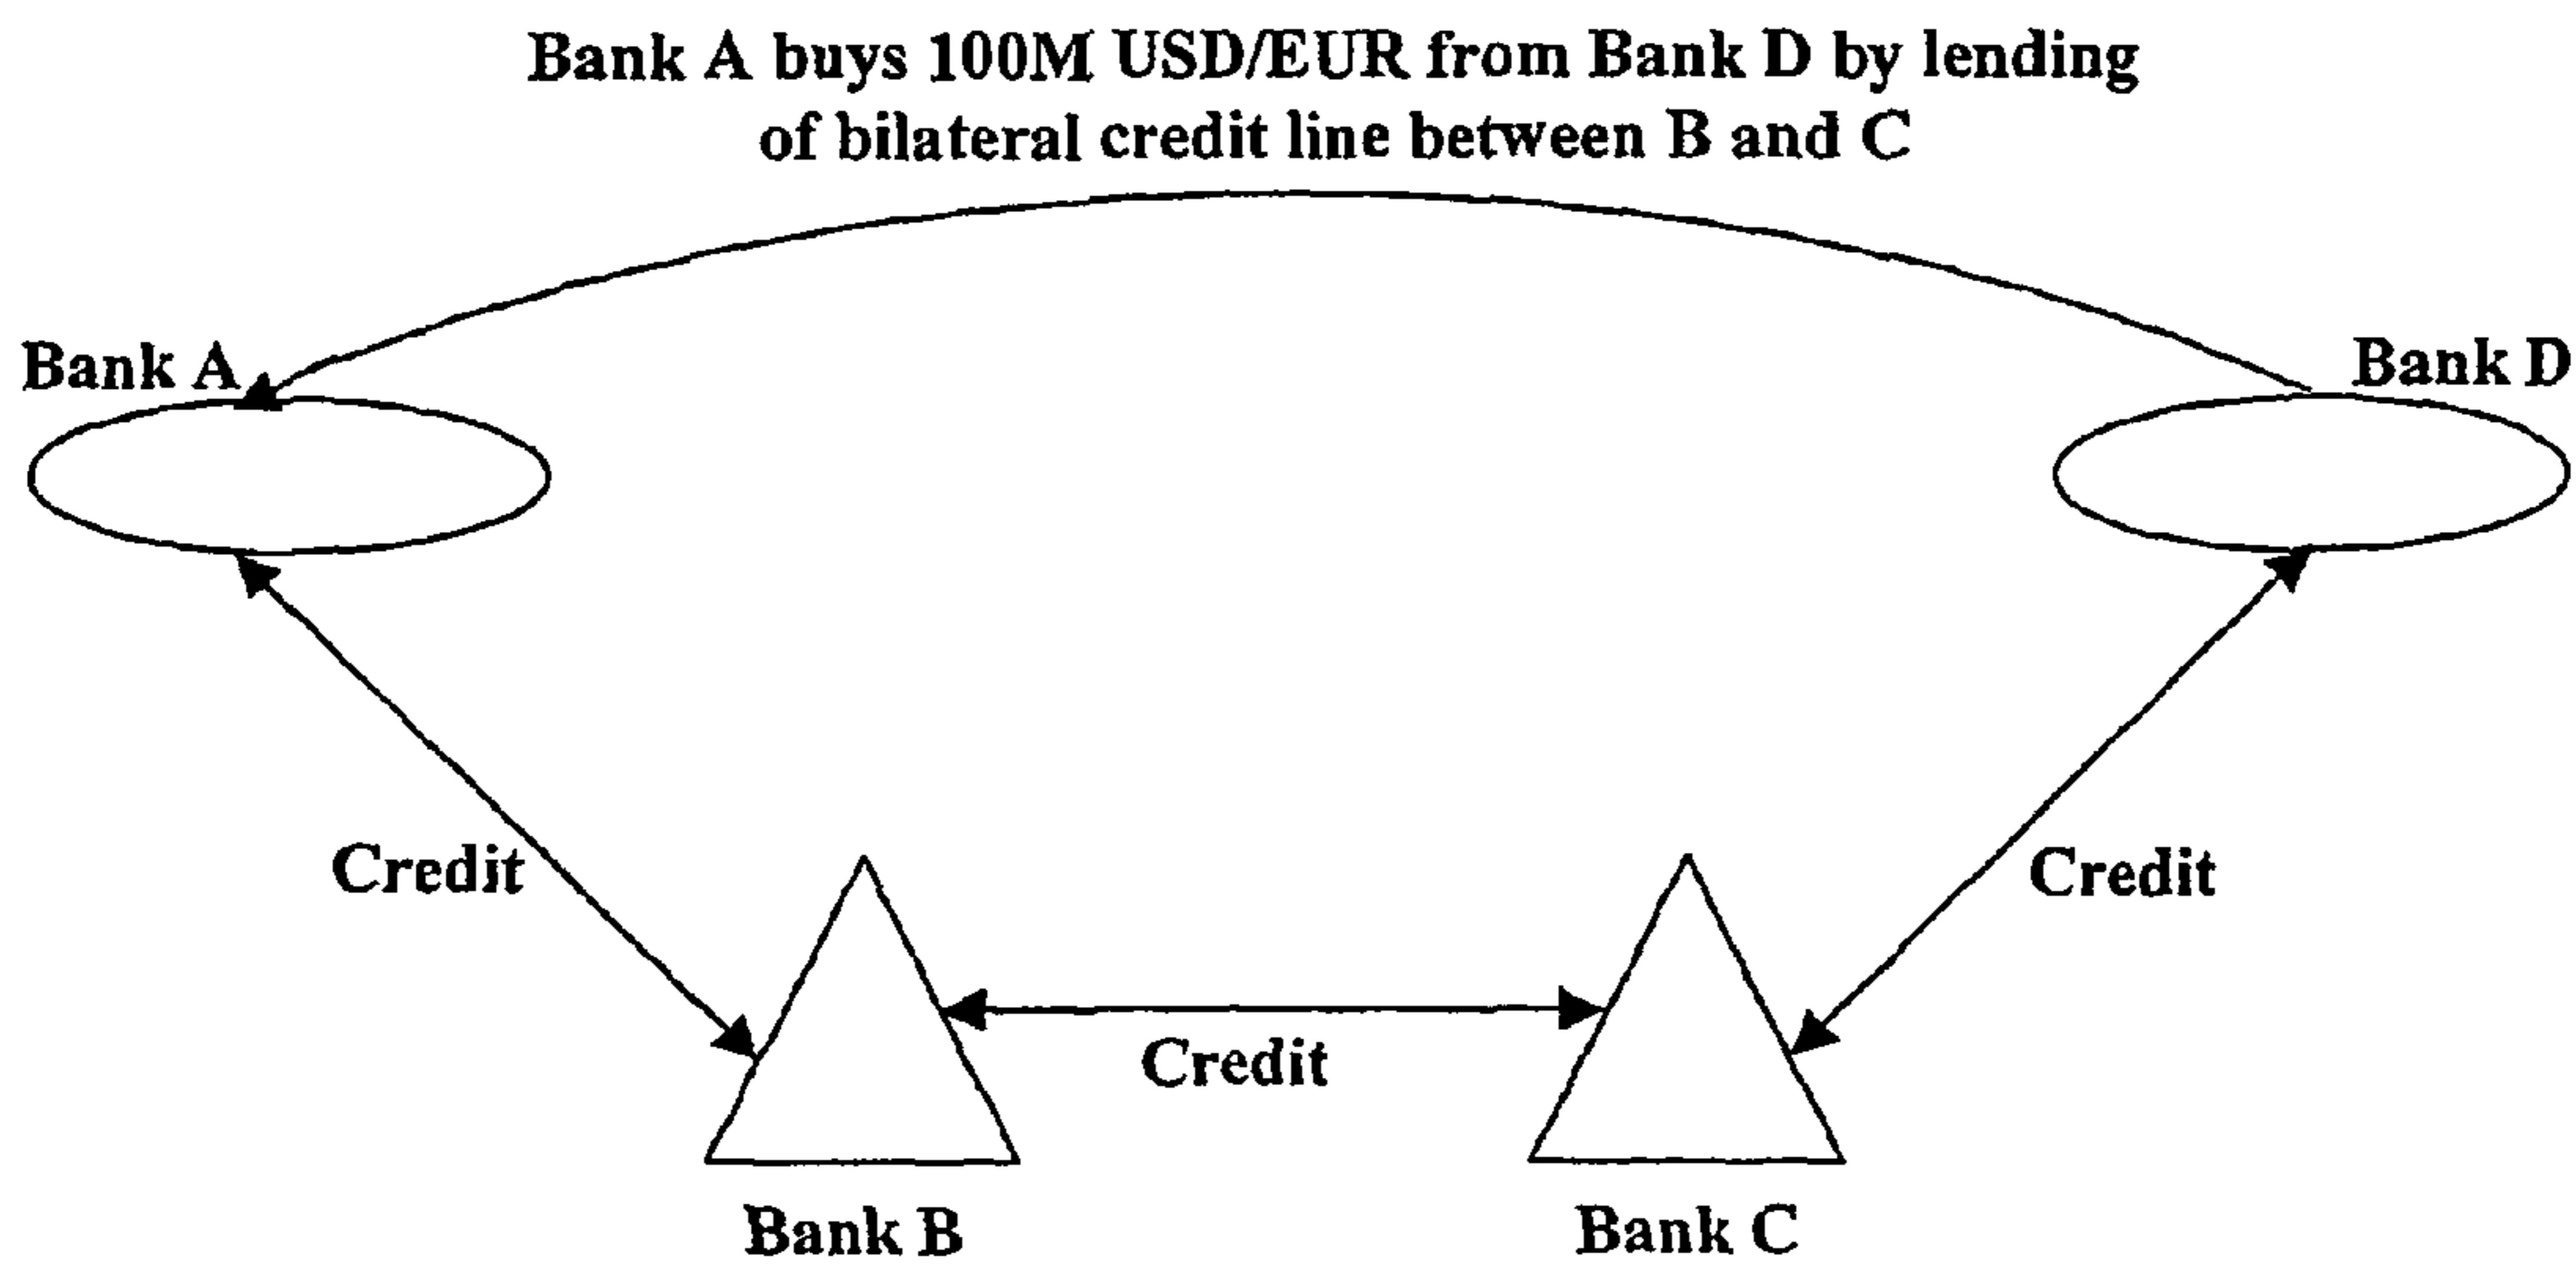 Bank A buys 100M USD/EUR from Bank D by lending
of bilateral credit line between B and C
Bank A
Bank D
Credit
Credit
Credit
Bank B
Bank C